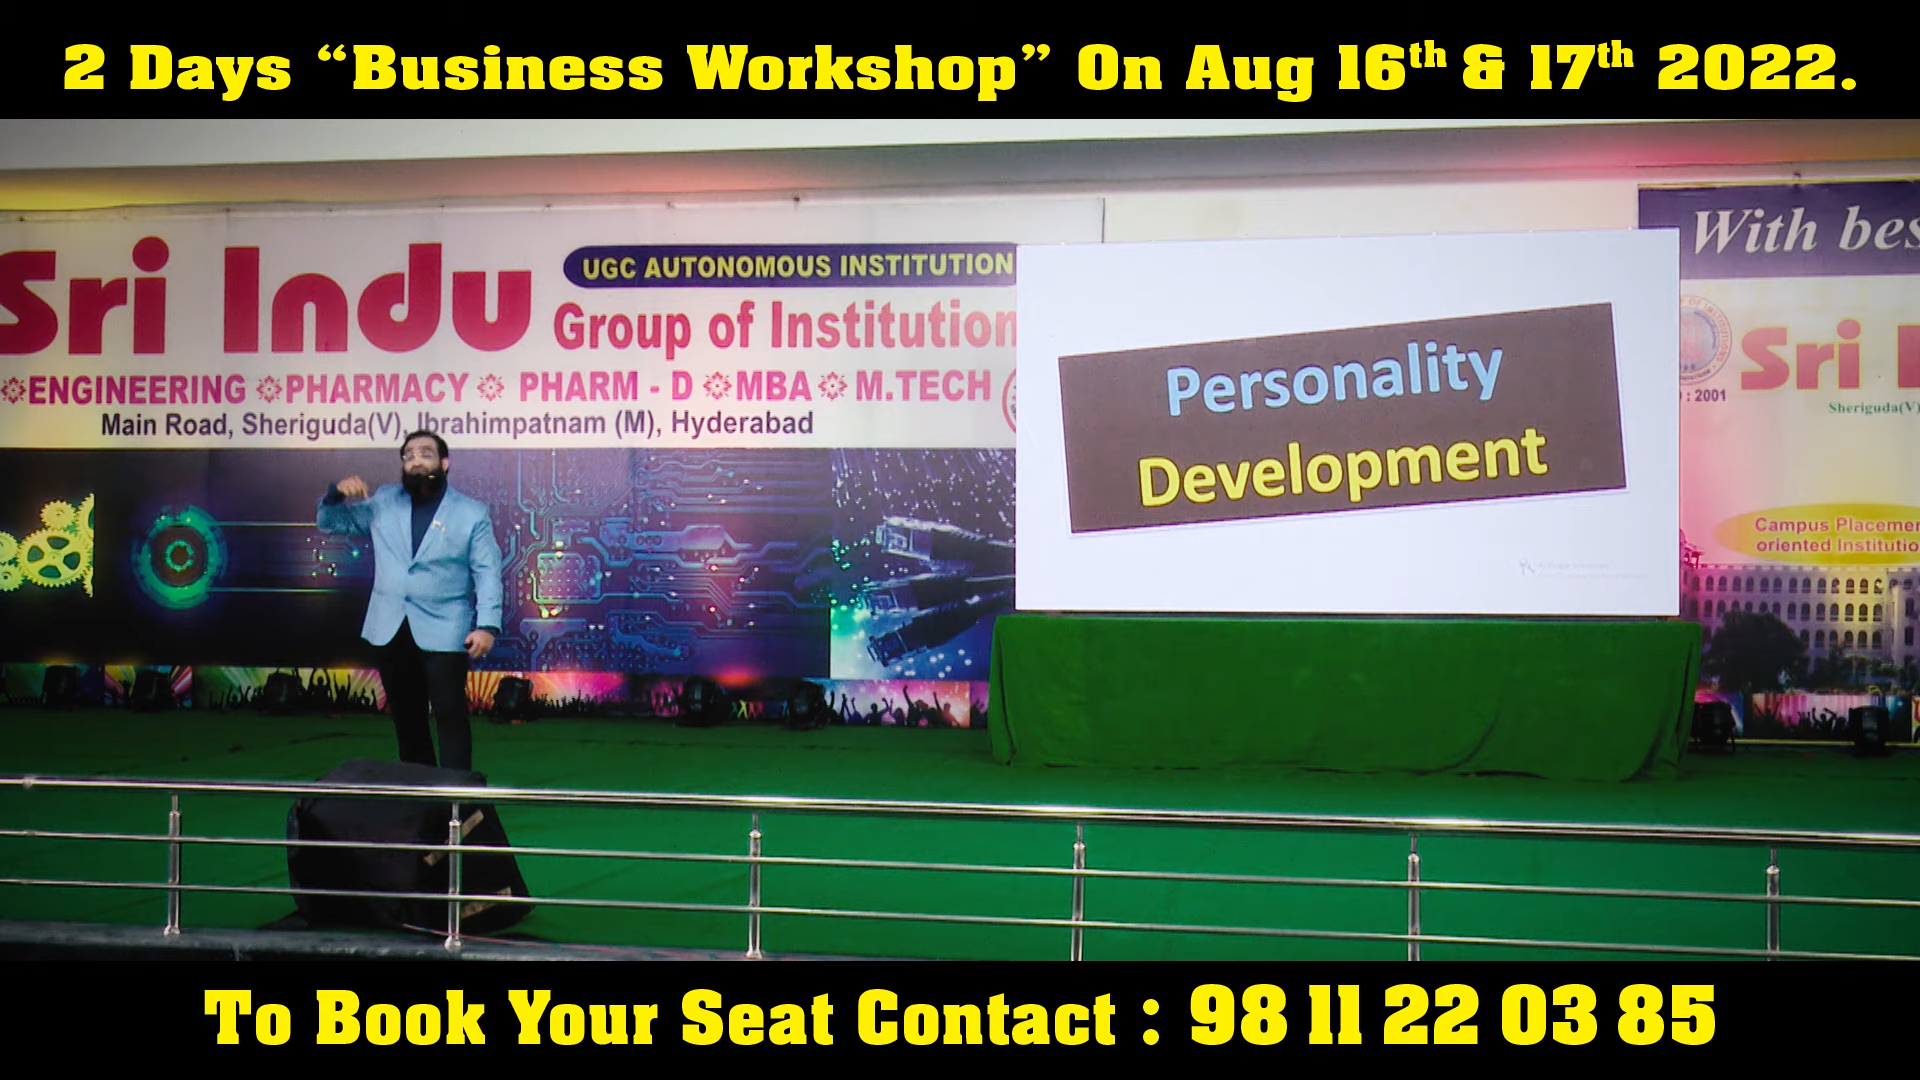 2 Days “Business Workshop” On Aug 16th & 17th 2022.
Sri Indu
UGC AUTONOMOUS INSTITUTION
Group of Institution
ENGINEERING PHARMACY PHARM - D MBA M.TECH
Main Road, Sheriguda(V), Ibrahimpatnam (M), Hyderabad
Personality
Development
With bes
Sri I
: 2001
Sheriguda(V)
Campus Placemen
oriented Institutio
To Book Your Seat Contact : 98 11 22 03 85